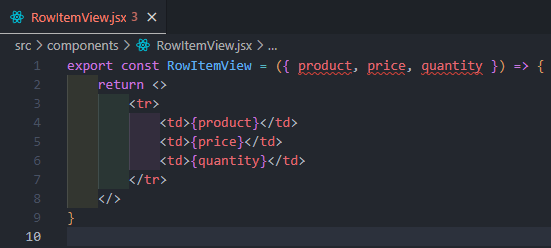 RowItemView.jsx 3 ×
src > components > RowItemView.jsx > ...
1 export const RowItemView = ({ product, price, quantity }) => {
2 return <>
3 <tr>
4 <td>{product}</td>
5 <td>{price}</td>
6 <td>{quantity}</td>
7 </tr>
8 </>
9 }
10